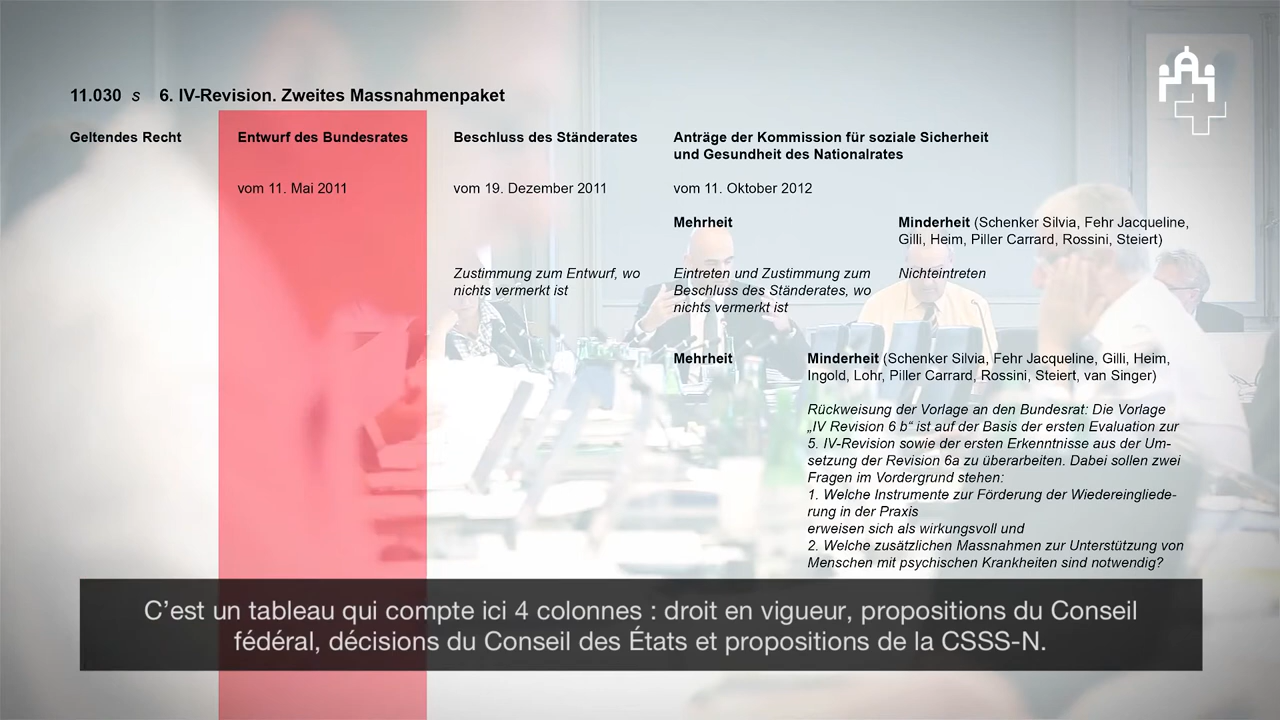 11.030 s 6. IV-Revision. Zweites Massnahmenpaket
Geltendes Recht
Entwurf des Bundesrates
vom 11. Mai 2011
Beschluss des Ständerates
vom 19. Dezember 2011
Zustimmung zum Entwurf, wo
nichts vermerkt ist
Anträge der Kommission für soziale Sicherheit
und Gesundheit des Nationalrates
vom 11. Oktober 2012
Mehrheit
Eintreten und Zustimmung zum
Beschluss des Ständerates, wo
nichts vermerkt ist
Minderheit (Schenker Silvia, Fehr Jacqueline,
Gilli, Heim, Piller Carrard, Rossini, Steiert)
Nichteintreten
Mehrheit
Minderheit (Schenker Silvia, Fehr Jacqueline, Gilli, Heim,
Ingold, Lohr, Piller Carrard, Rossini, Steiert, van Singer)
Rückweisung der Vorlage an den Bundesrat: Die Vorlage
„IV Revision 6 b“ ist auf der Basis der ersten Evaluation zur
5. IV-Revision sowie der ersten Erkenntnisse aus der Um-
setzung der Revision 6a zu überarbeiten. Dabei sollen zwei
Fragen im Vordergrund stehen:
1. Welche Instrumente zur Förderung der Wiedereingliede-
rung in der Praxis
erweisen sich als wirkungsvoll und
2. Welche zusätzlichen Massnahmen zur Unterstützung von
Menschen mit psychischen Krankheiten sind notwendig?
C’est un tableau qui compte ici 4 colonnes : droit en vigueur, propositions du Conseil
fédéral, décisions du Conseil des États et propositions de la CSSS-N.